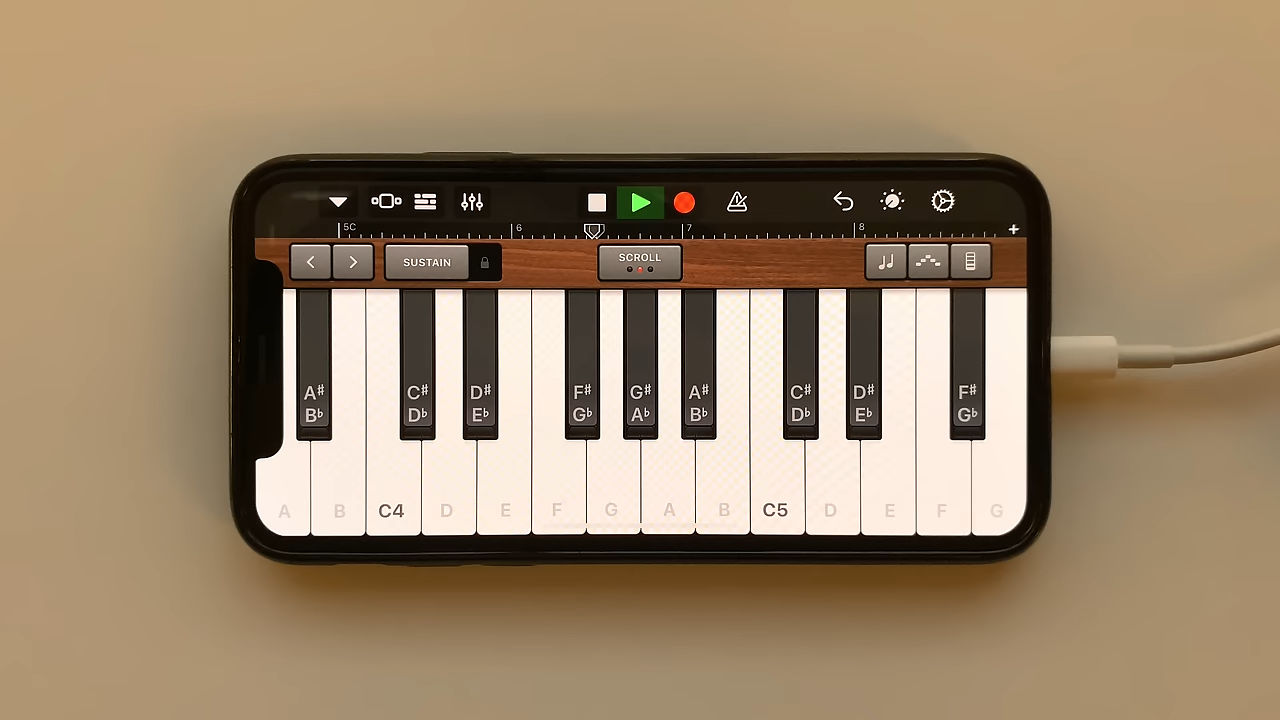 5C 6 7 8
SUSTAIN SCROLL
A♯ C♯ D♯ F♯ G♯ A♯ C♯ D♯ F♯
B♭ D♭ E♭ G♭ A♭ B♭ D♭ E♭ G♭
A B C4 D E F G A B C5 D E F G